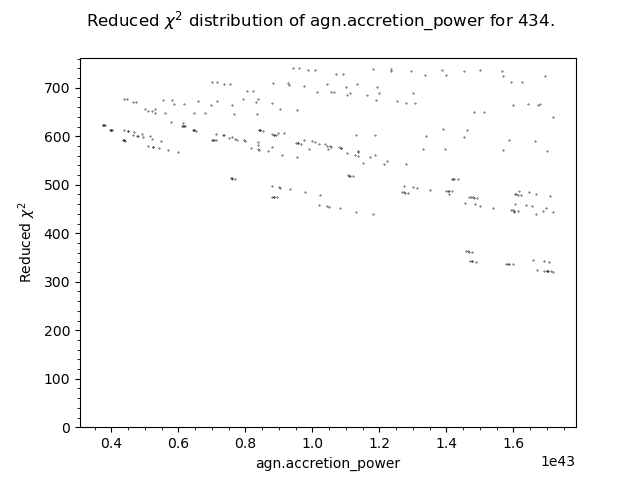 Reduced χ² distribution of agn.accretion_power for 434.
Reduced χ²
700
600
500
400
300
200
100
0
0.4 0.6 0.8 1.0 1.2 1.4 1.6
1e43
agn.accretion_power